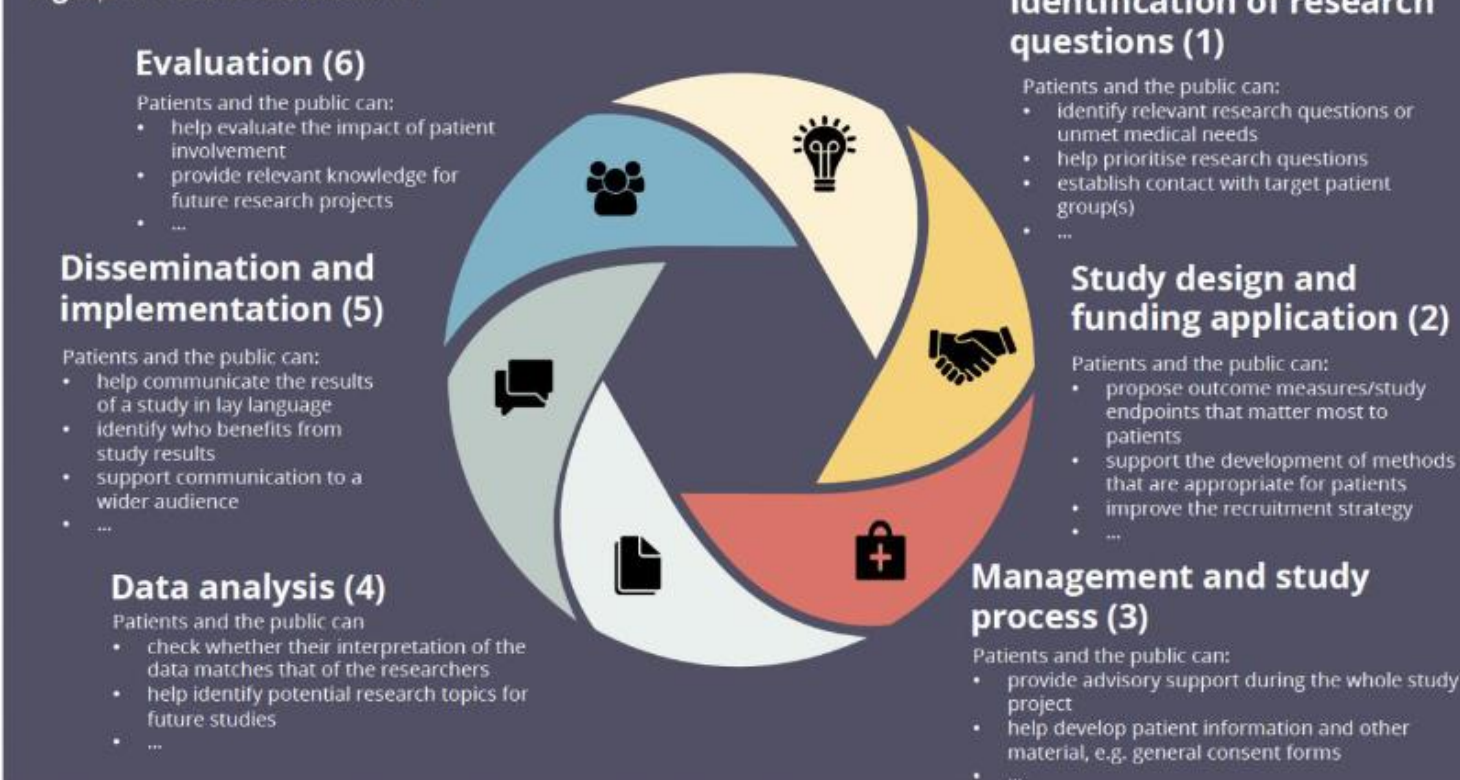 Identification of research
questions (1)
Patients and the public can:
• identify relevant research questions or
unmet medical needs
• help prioritise research questions
• establish contact with target patient
group(s)
• ...
Study design and
funding application (2)
Patients and the public can:
• propose outcome measures/study
endpoints that matter most to
patients
• support the development of methods
that are appropriate for patients
• improve the recruitment strategy
• ...
Management and study
process (3)
Patients and the public can:
• provide advisory support during the whole study
project
• help develop patient information and other
material, e.g. general consent forms
• ...
Data analysis (4)
Patients and the public can
• check whether their interpretation of the
data matches that of the researchers
• help identify potential research topics for
future studies
• ...
Dissemination and
implementation (5)
Patients and the public can:
• help communicate the results
of a study in lay language
• identify who benefits from
study results
• support communication to a
wider audience
• ...
Evaluation (6)
Patients and the public can:
• help evaluate the impact of patient
involvement
• provide relevant knowledge for
future research projects
• ...